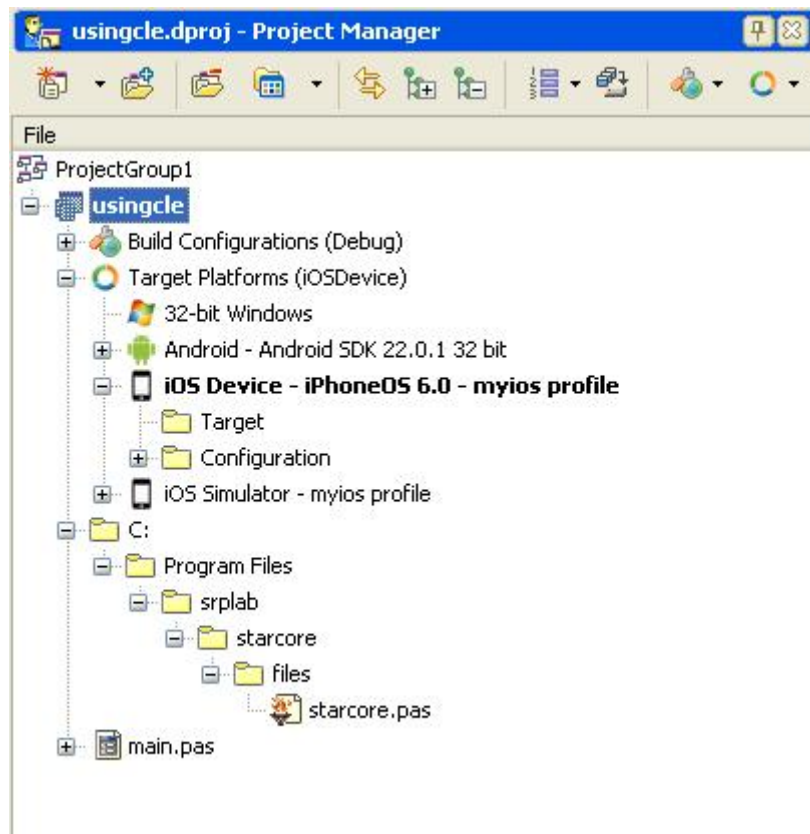 usingcle.dproj - Project Manager
File
ProjectGroup1
usingcle
Build Configurations (Debug)
Target Platforms (iOSDevice)
32-bit Windows
Android - Android SDK 22.0.1 32 bit
iOS Device - iPhoneOS 6.0 - myios profile
Target
Configuration
iOS Simulator - myios profile
C:
Program Files
srplab
starcore
files
starcore.pas
main.pas